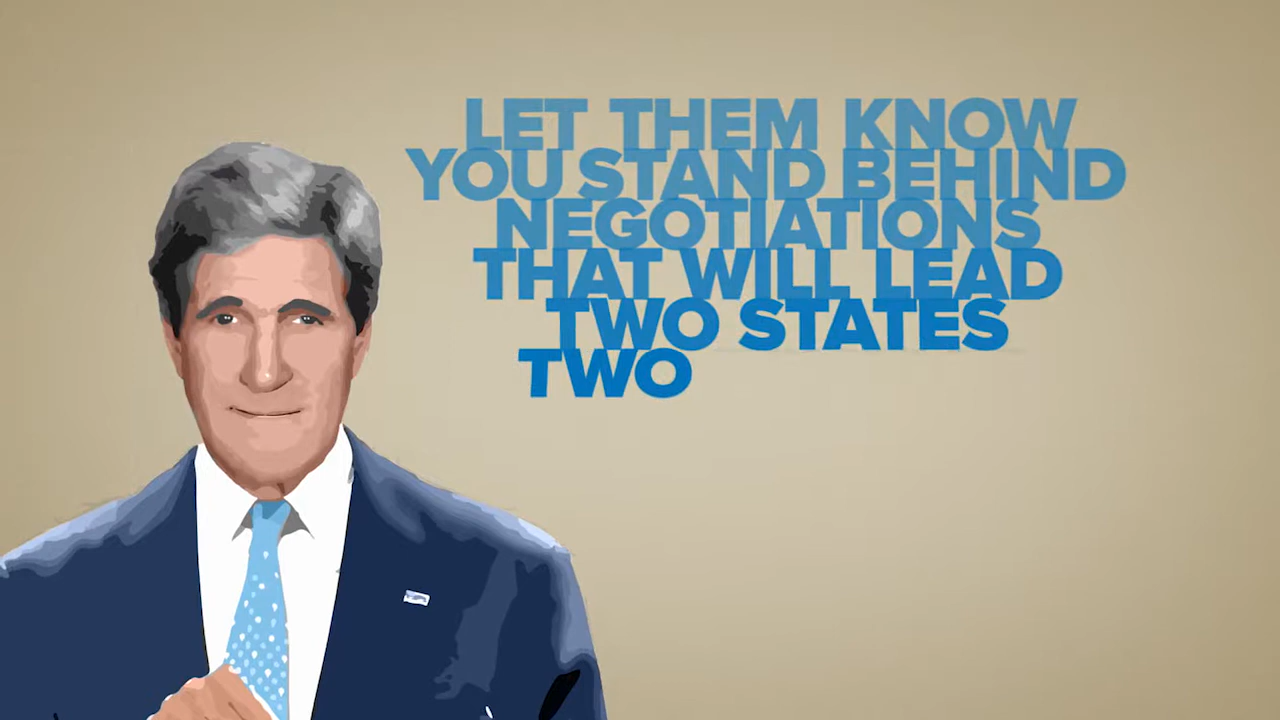 LET THEM KNOW
YOU STAND BEHIND
NEGOTIATIONS
THAT WILL LEAD
TWO STATES
TWO